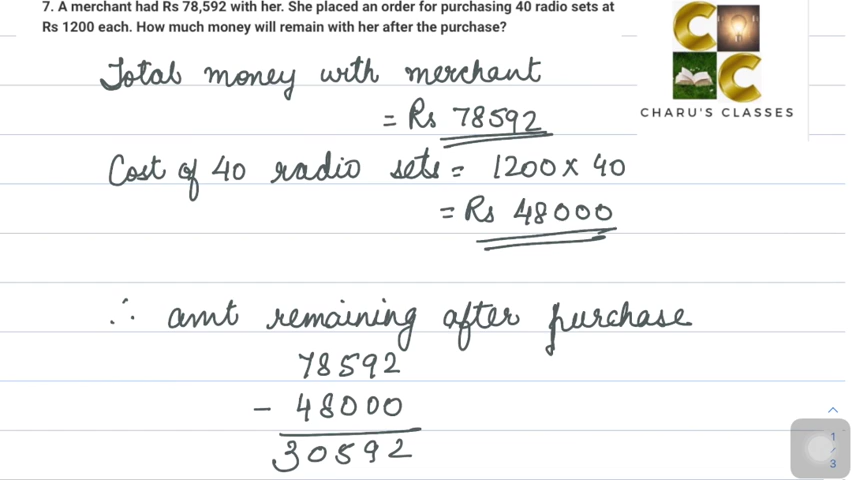 7. A merchant had Rs 78,592 with her. She placed an order for purchasing 40 radio sets at
Rs 1200 each. How much money will remain with her after the purchase?
CHARU'S CLASSES
Total money with merchant
= Rs 78592
Cost of 40 radio sets = 1200 x 40
= Rs 48000
∴ amt remaining after purchase
78592
- 48000
30592
1
/
3